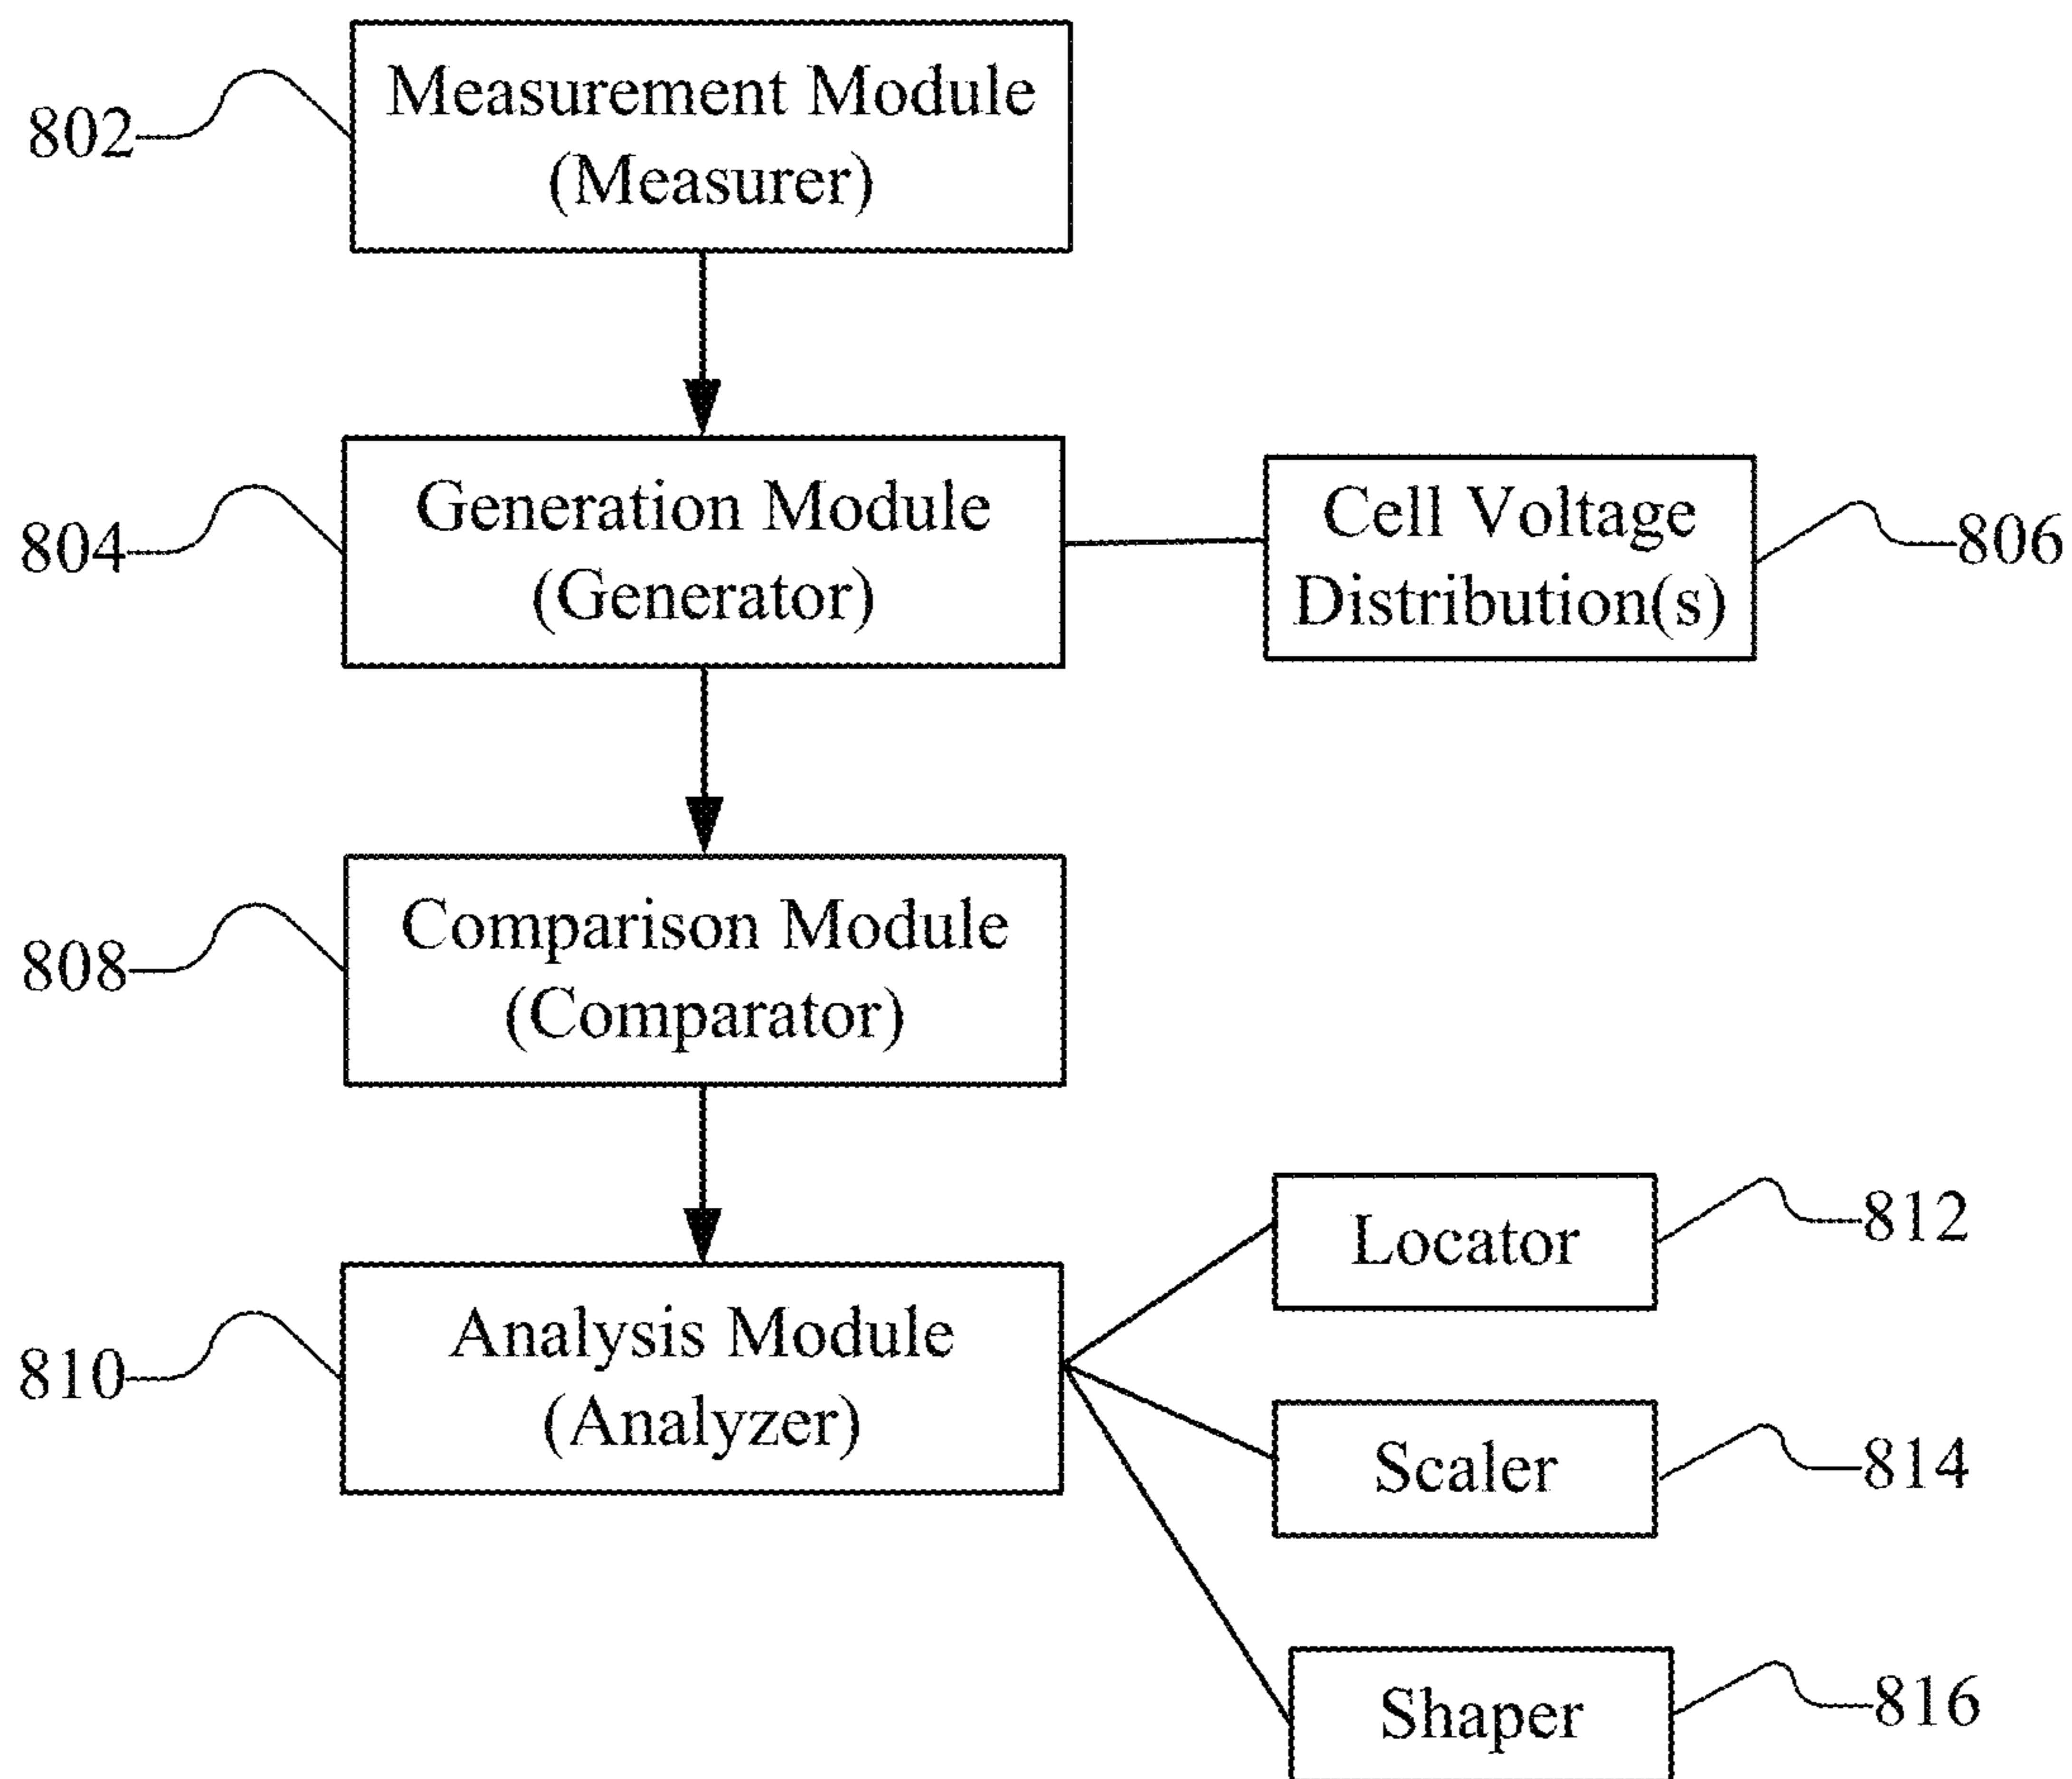 802
Measurement Module
(Measurer)
804
Generation Module
(Generator)
Cell Voltage
Distribution(s)
806
808
Comparison Module
(Comparator)
810
Analysis Module
(Analyzer)
Locator
812
Scaler
814
Shaper
816